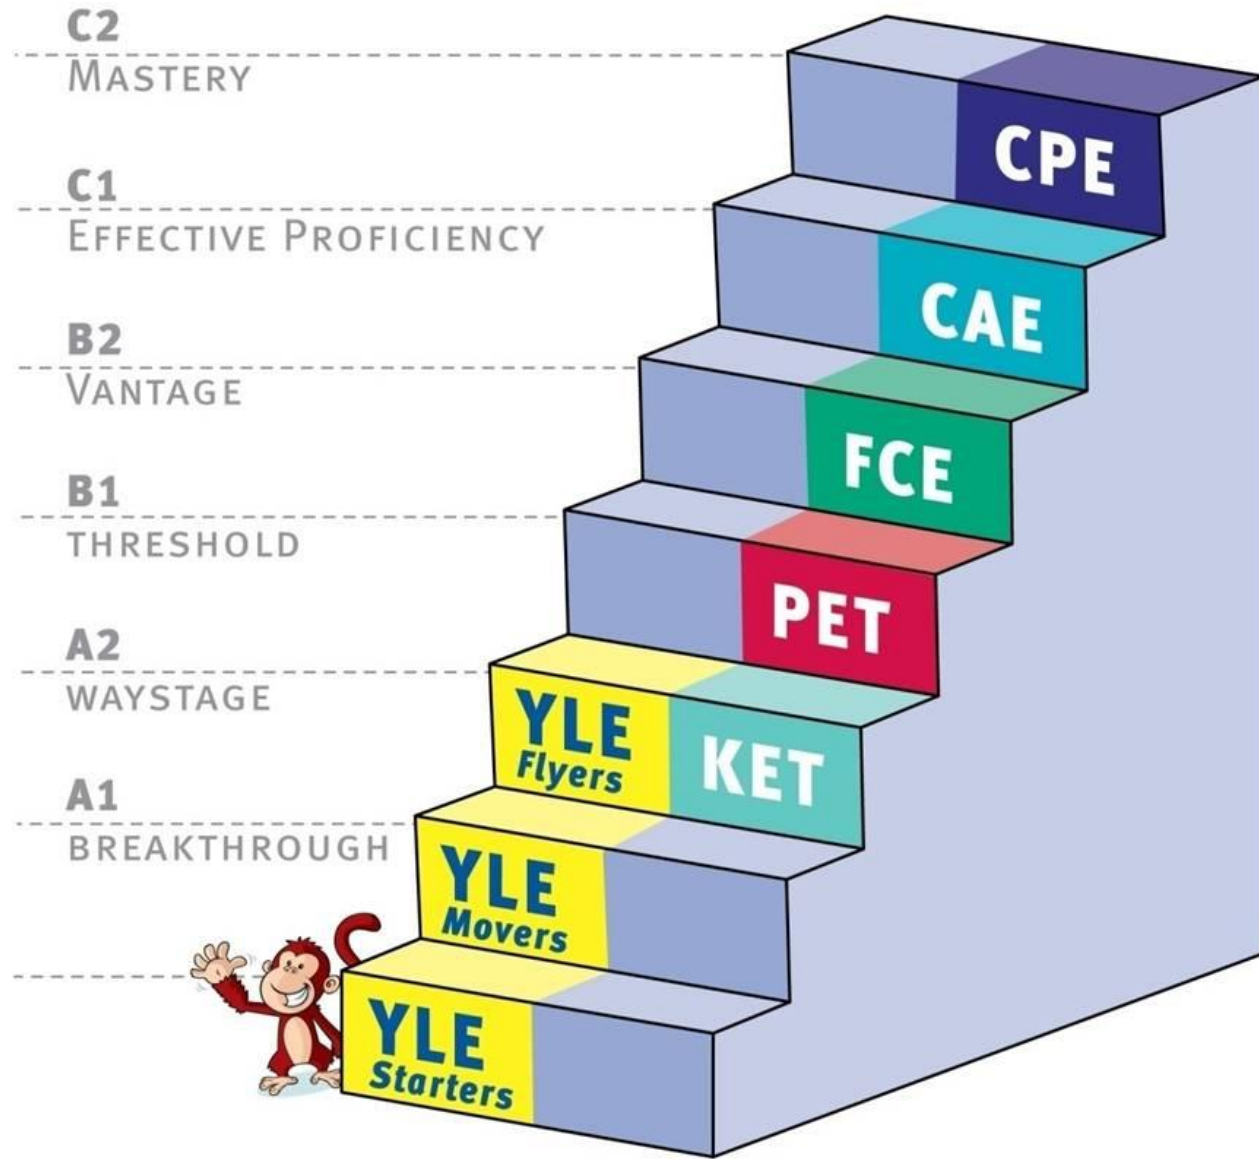 C2
MASTERY
CPE
C1
EFFECTIVE PROFICIENCY
CAE
B2
VANTAGE
FCE
B1
THRESHOLD
PET
A2
WAYSTAGE
YLE
Flyers
KET
A1
BREAKTHROUGH
YLE
Movers
YLE
Starters